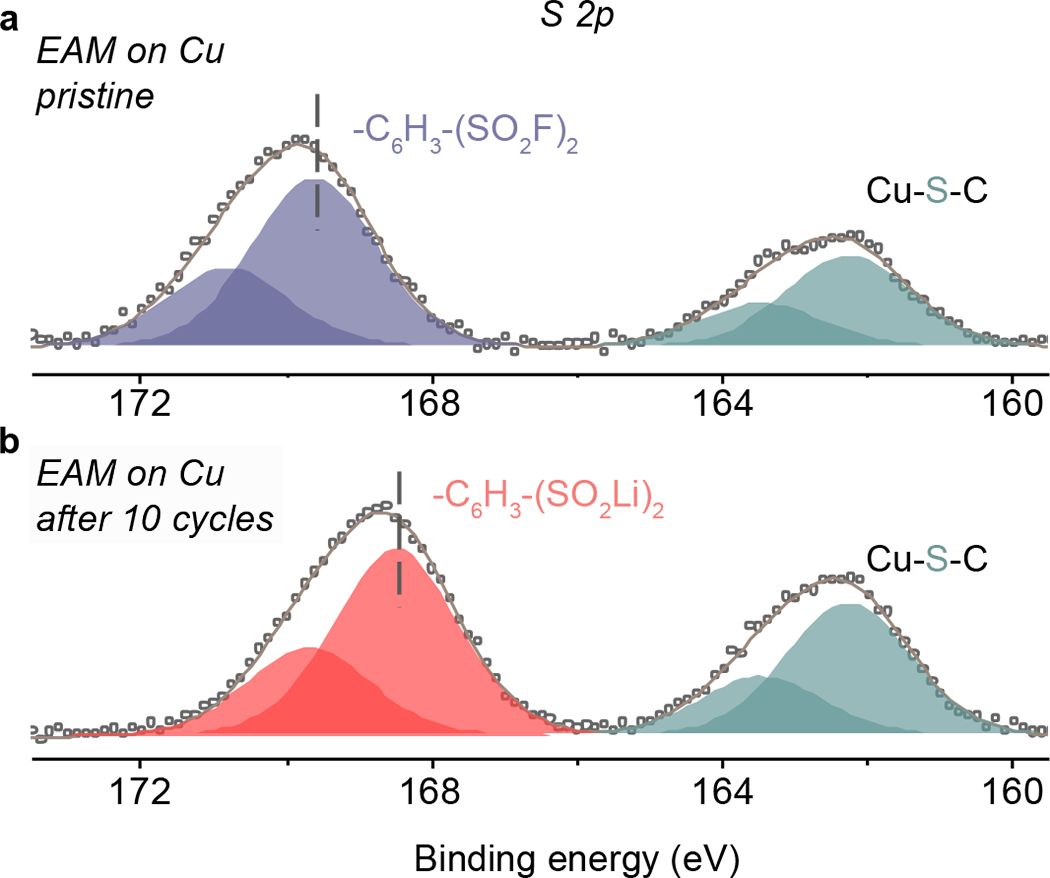 a
S 2p
EAM on Cu
pristine
-C₆H₃-(SO₂F)₂
Cu-S-C
172 168 164 160
b
EAM on Cu
after 10 cycles
-C₆H₃-(SO₂Li)₂
Cu-S-C
172 168 164 160
Binding energy (eV)